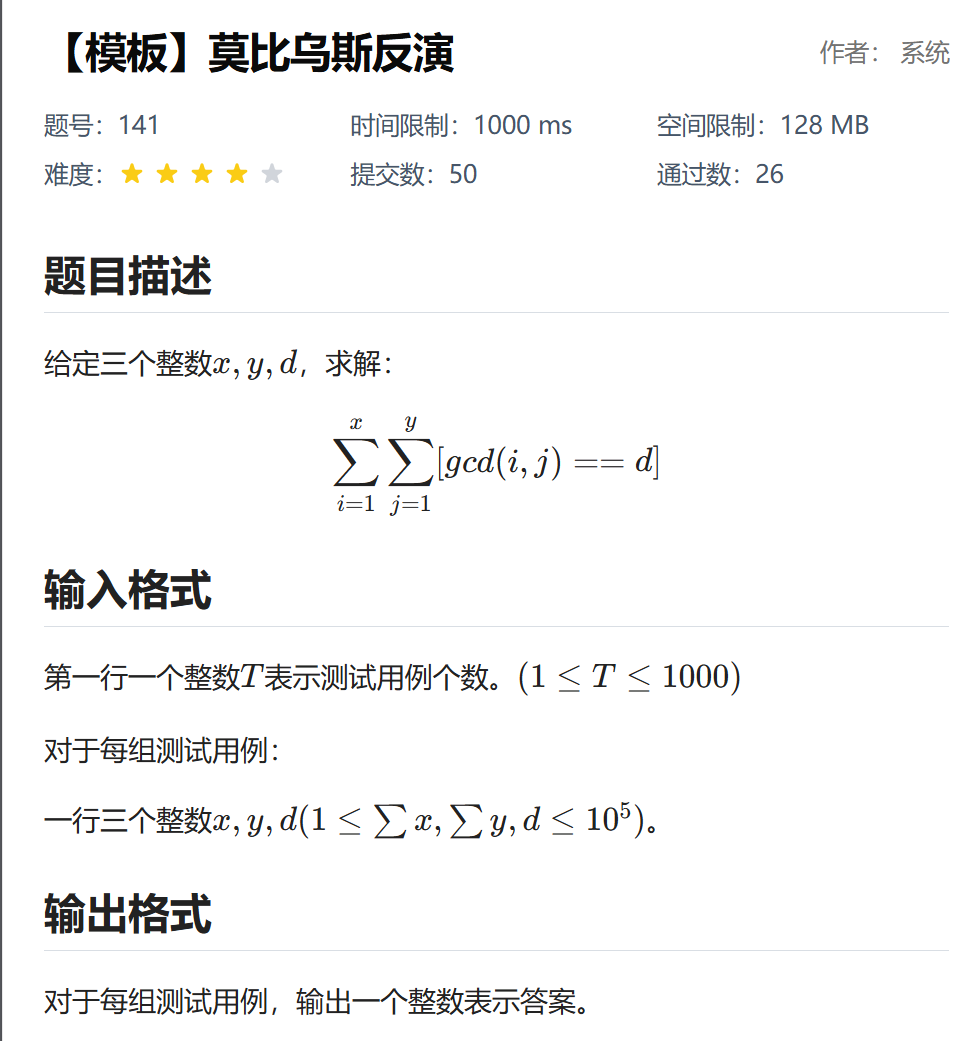 【模板】莫比乌斯反演
作者： 系统
题号：141
时间限制：1000 ms
空间限制：128 MB
难度：
提交数：50
通过数：26
题目描述
给定三个整数$x, y, d$，求解：
$$\sum_{i=1}^{x}\sum_{j=1}^{y}[gcd(i, j) == d]$$
输入格式
第一行一个整数$T$表示测试用例个数。$(1 \leq T \leq 1000)$
对于每组测试用例：
一行三个整数$x, y, d(1 \leq \sum x, \sum y, d \leq 10^5)$。
输出格式
对于每组测试用例，输出一个整数表示答案。